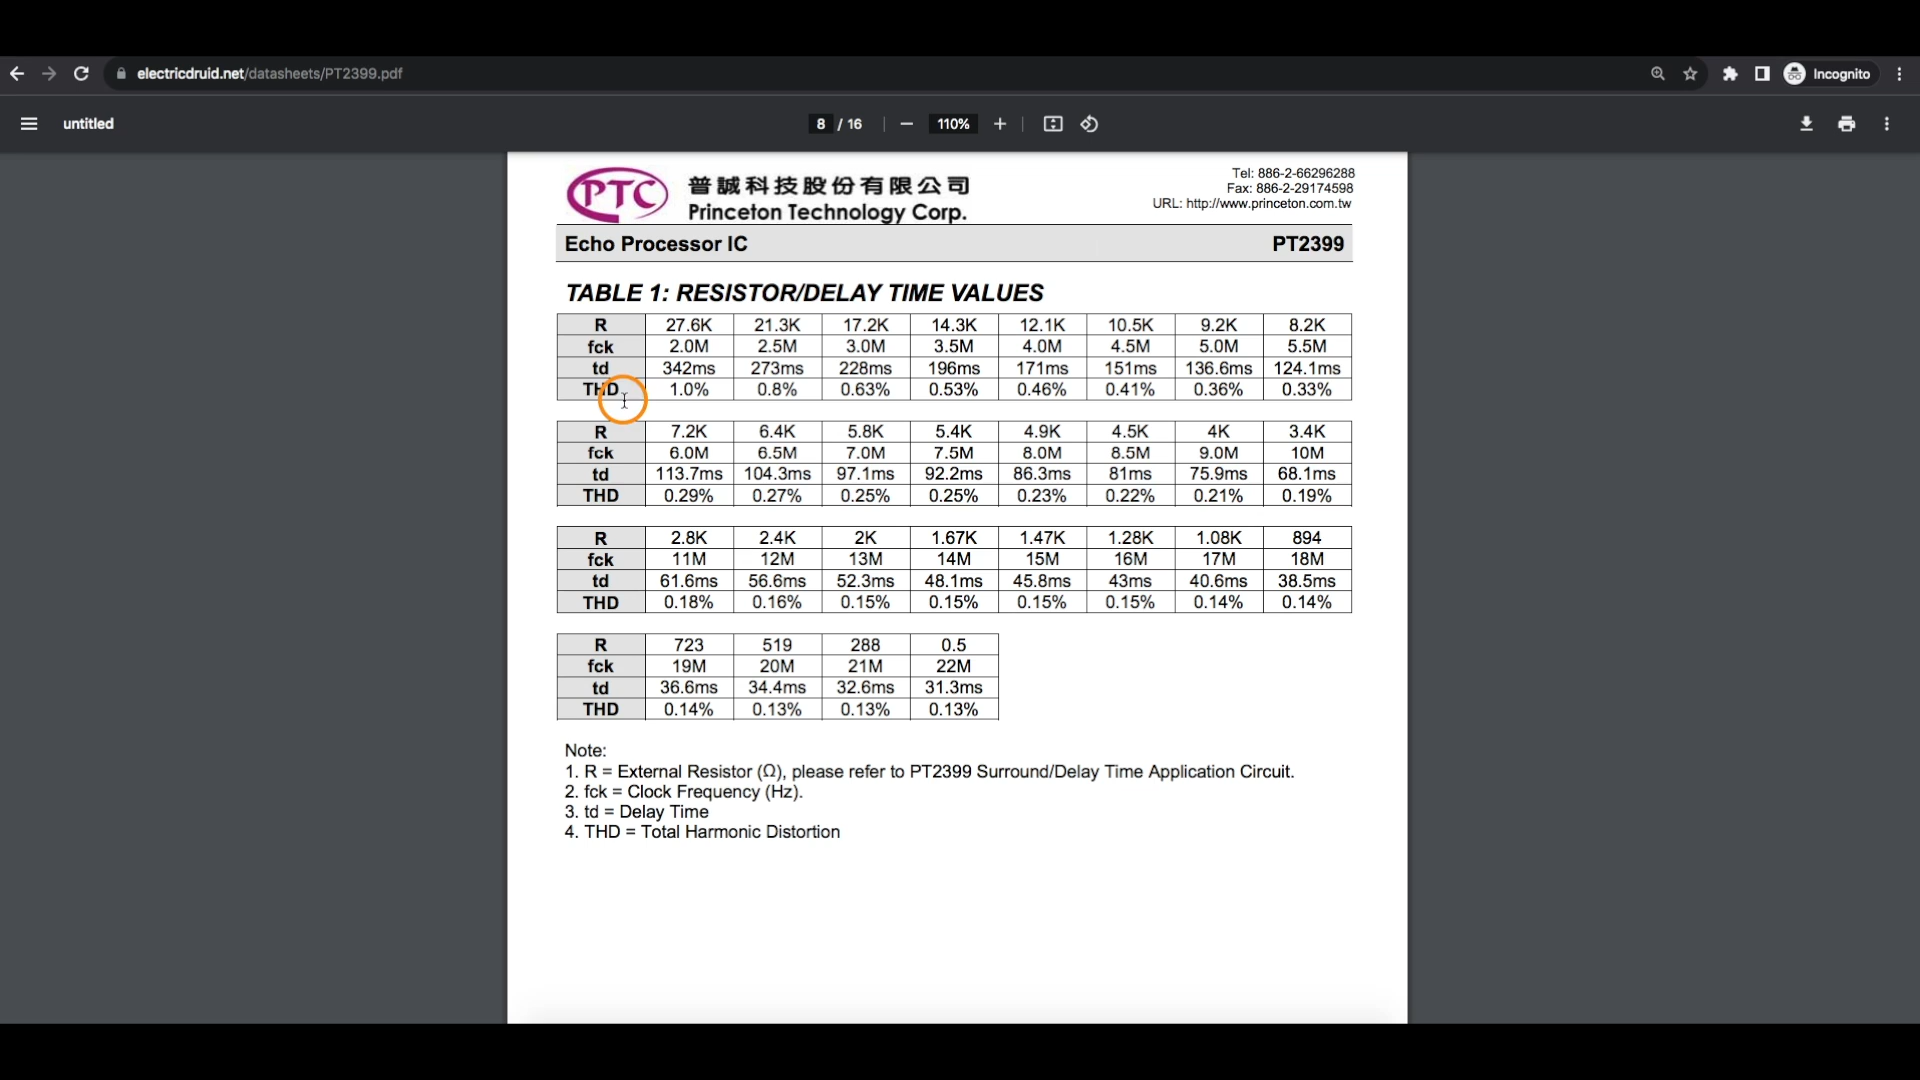 electricdruid.net/datasheets/PT2399.pdf
Incognito
untitled
8 / 16
110%
PTC
普誠科技股份有限公司
Princeton Technology Corp.
Tel: 886-2-66296288
Fax: 886-2-29174598
URL: http://www.princeton.com.tw
Echo Processor IC PT2399
TABLE 1: RESISTOR/DELAY TIME VALUES
R 27.6K 21.3K 17.2K 14.3K 12.1K 10.5K 9.2K 8.2K
fck 2.0M 2.5M 3.0M 3.5M 4.0M 4.5M 5.0M 5.5M
td 342ms 273ms 228ms 196ms 171ms 151ms 136.6ms 124.1ms
THD 1.0% 0.8% 0.63% 0.53% 0.46% 0.41% 0.36% 0.33%
R 7.2K 6.4K 5.8K 5.4K 4.9K 4.5K 4K 3.4K
fck 6.0M 6.5M 7.0M 7.5M 8.0M 8.5M 9.0M 10M
td 113.7ms 104.3ms 97.1ms 92.2ms 86.3ms 81ms 75.9ms 68.1ms
THD 0.29% 0.27% 0.25% 0.25% 0.23% 0.22% 0.21% 0.19%
R 2.8K 2.4K 2K 1.67K 1.47K 1.28K 1.08K 894
fck 11M 12M 13M 14M 15M 16M 17M 18M
td 61.6ms 56.6ms 52.3ms 48.1ms 45.8ms 43ms 40.6ms 38.5ms
THD 0.18% 0.16% 0.15% 0.15% 0.15% 0.15% 0.14% 0.14%
R 723 519 288 0.5
fck 19M 20M 21M 22M
td 36.6ms 34.4ms 32.6ms 31.3ms
THD 0.14% 0.13% 0.13% 0.13%
Note:
1. R = External Resistor (Ω), please refer to PT2399 Surround/Delay Time Application Circuit.
2. fck = Clock Frequency (Hz).
3. td = Delay Time
4. THD = Total Harmonic Distortion